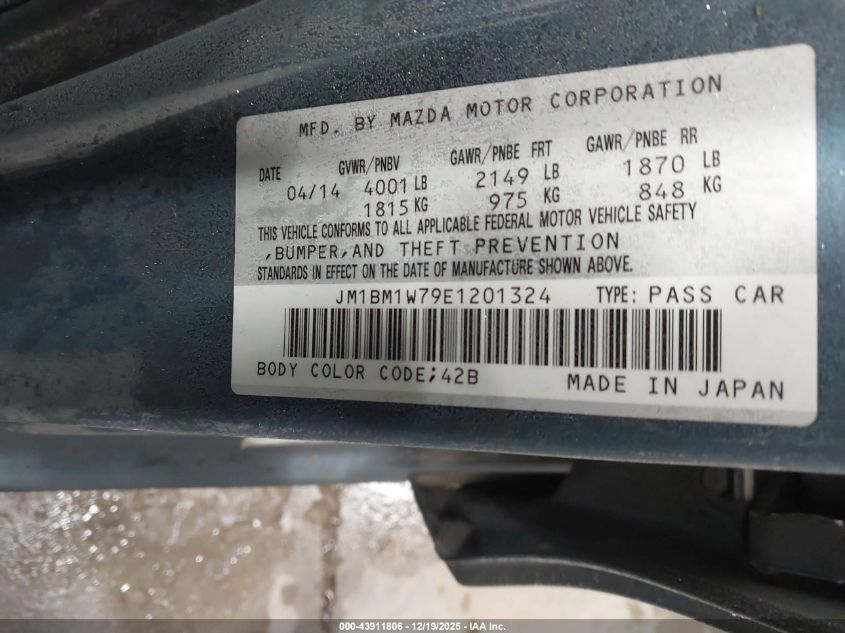 MFD. BY MAZDA MOTOR CORPORATION
DATE GVWR/PNBV GAWR/PNBE FRT GAWR/PNBE RR
04/14 4001 LB 2149 LB 1870 LB
1815 KG 975 KG 848 KG
THIS VEHICLE CONFORMS TO ALL APPLICABLE FEDERAL MOTOR VEHICLE SAFETY
,BUMPER,AND THEFT PREVENTION
STANDARDS IN EFFECT ON THE DATE OF MANUFACTURE SHOWN ABOVE.
JM1BM1W79E1201324 TYPE: PASS CAR
BODY COLOR CODE;42B MADE IN JAPAN
000-43911806 - 12/19/2025 - IAA Inc.